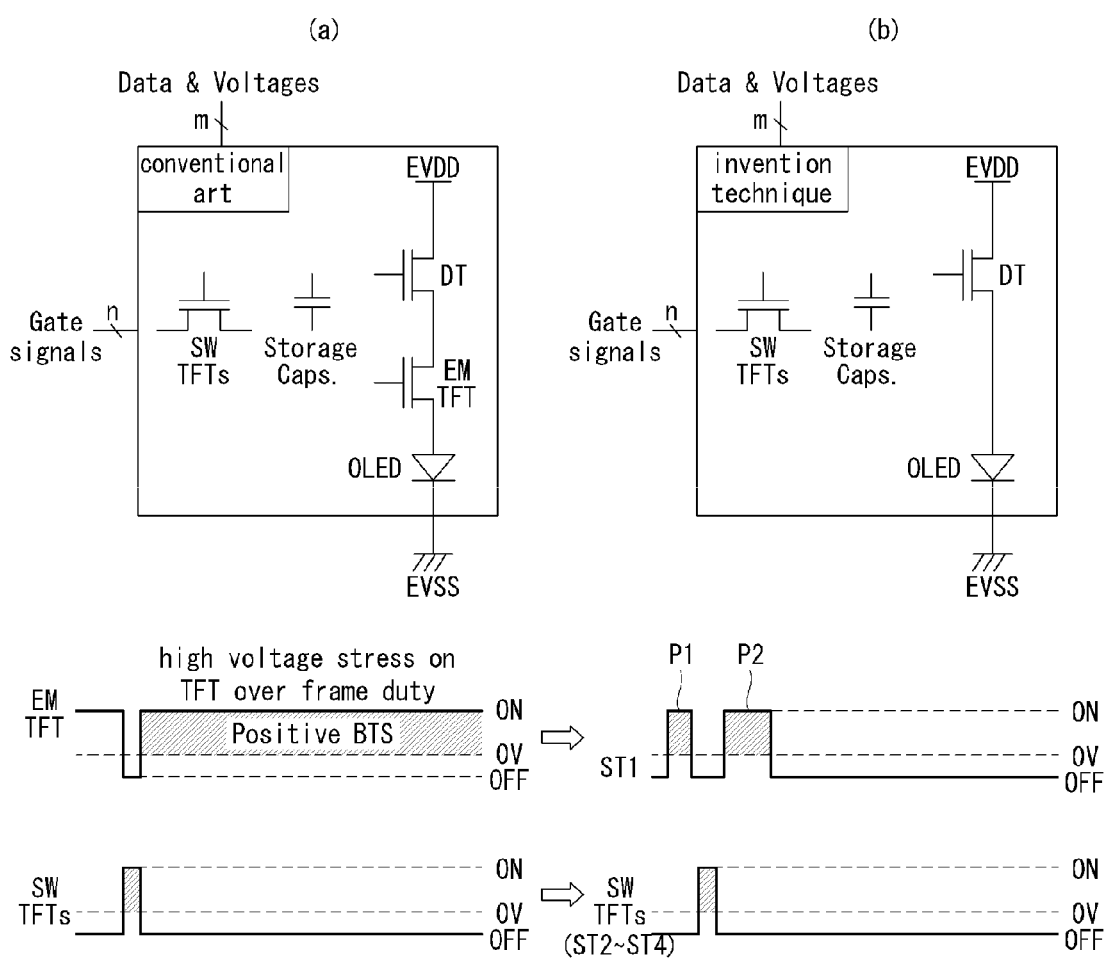 (a)
Data & Voltages
m
conventional
art
EVDD
DT
Gate
signals
n
SW
TFTs
Storage
Caps.
EM
TFT
OLED
EVSS
(b)
Data & Voltages
m
invention
technique
EVDD
DT
Gate
signals
n
SW
TFTs
Storage
Caps.
OLED
EVSS
high voltage stress on
TFT over frame duty
EM
TFT
Positive BTS
ON
0V
OFF
P1
P2
ST1
ON
0V
OFF
SW
TFTs
ON
0V
OFF
SW
TFTs
(ST2~ST4)
ON
0V
OFF